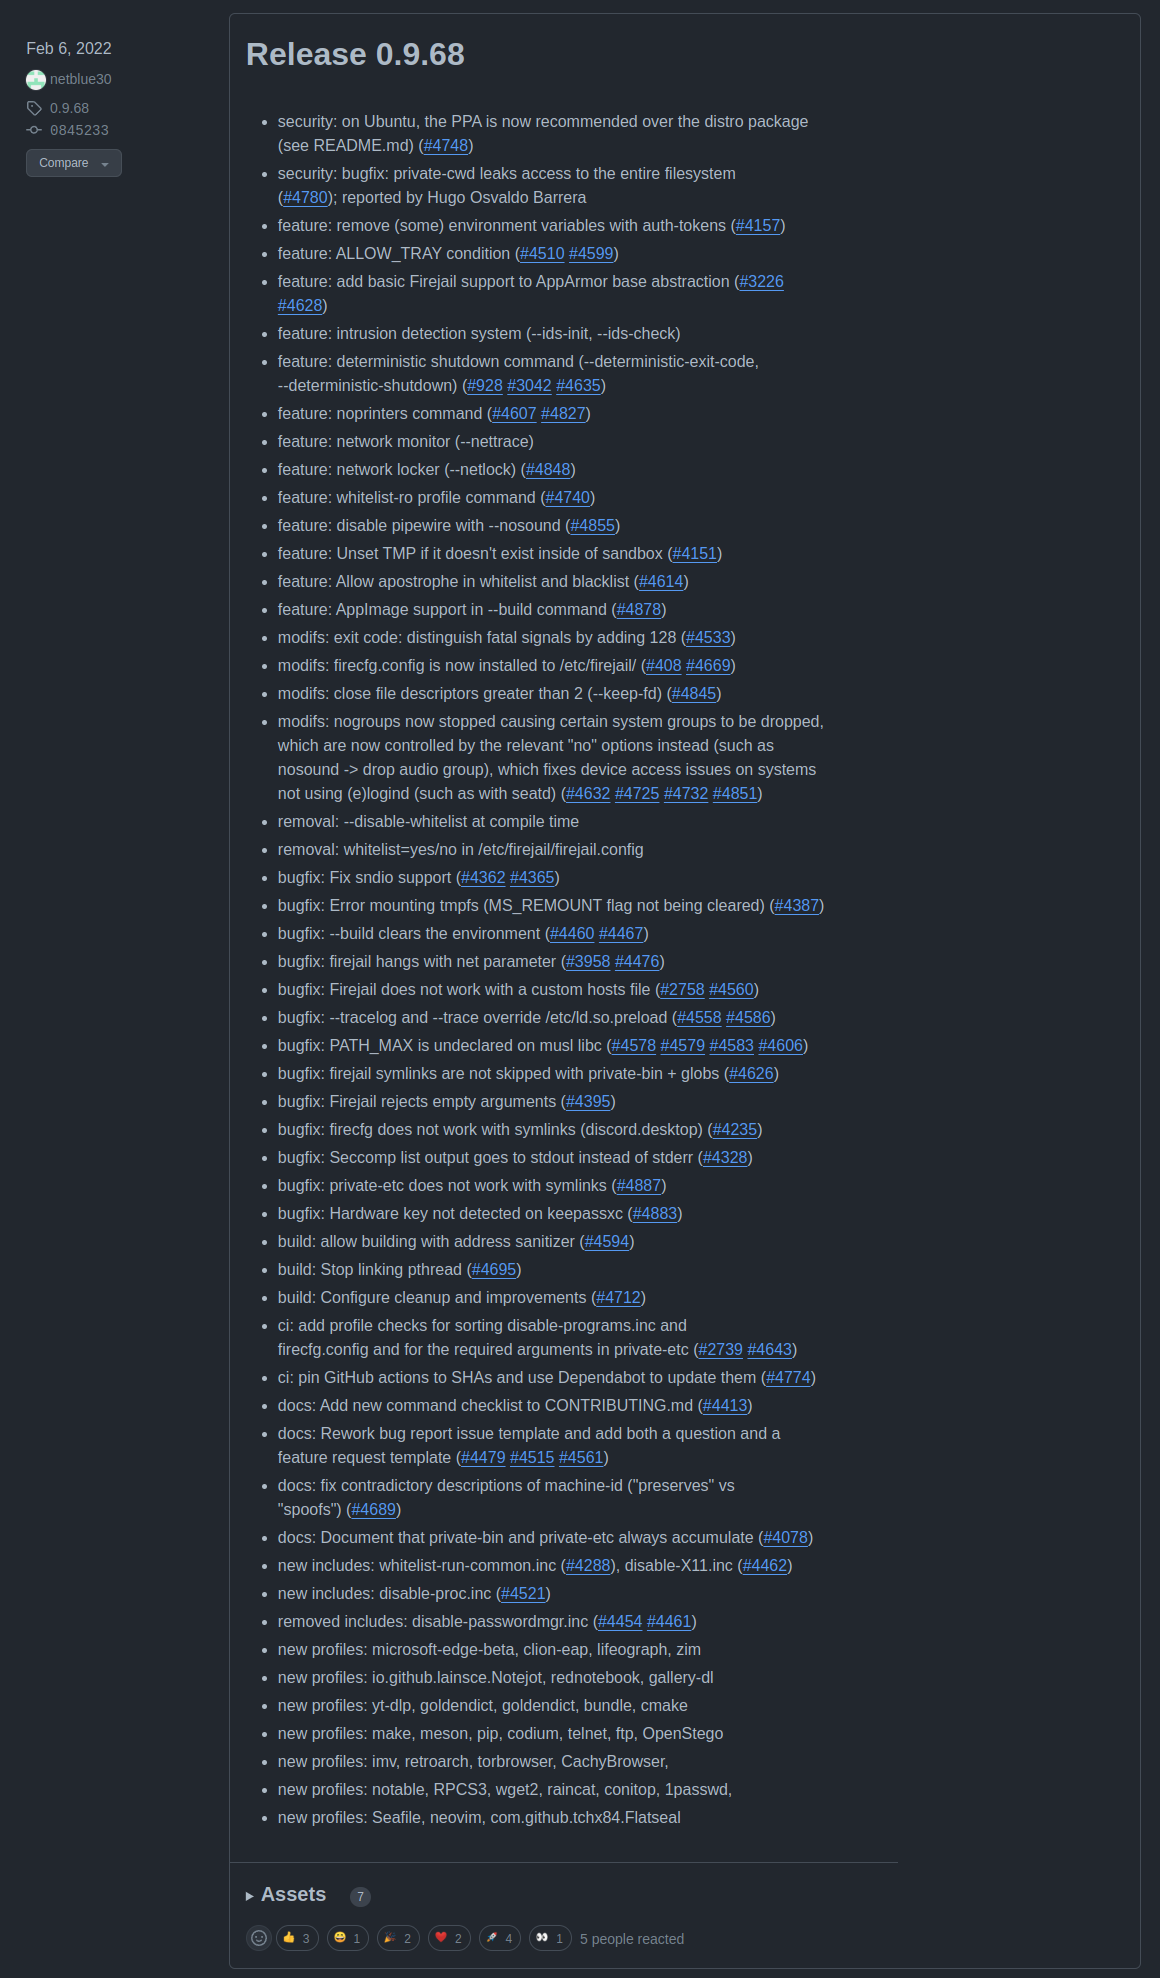 Feb 6, 2022
netblue30
0.9.68
0845233
Compare
Release 0.9.68
security: on Ubuntu, the PPA is now recommended over the distro package
(see README.md) (#4748)
security: bugfix: private-cwd leaks access to the entire filesystem
(#4780); reported by Hugo Osvaldo Barrera
feature: remove (some) environment variables with auth-tokens (#4157)
feature: ALLOW_TRAY condition (#4510 #4599)
feature: add basic Firejail support to AppArmor base abstraction (#3226
#4628)
feature: intrusion detection system (--ids-init, --ids-check)
feature: deterministic shutdown command (--deterministic-exit-code,
--deterministic-shutdown) (#928 #3042 #4635)
feature: noprinters command (#4607 #4827)
feature: network monitor (--nettrace)
feature: network locker (--netlock) (#4848)
feature: whitelist-ro profile command (#4740)
feature: disable pipewire with --nosound (#4855)
feature: Unset TMP if it doesn't exist inside of sandbox (#4151)
feature: Allow apostrophe in whitelist and blacklist (#4614)
feature: AppImage support in --build command (#4878)
modifs: exit code: distinguish fatal signals by adding 128 (#4533)
modifs: firecfg.config is now installed to /etc/firejail/ (#408 #4669)
modifs: close file descriptors greater than 2 (--keep-fd) (#4845)
modifs: nogroups now stopped causing certain system groups to be dropped,
which are now controlled by the relevant "no" options instead (such as
nosound -> drop audio group), which fixes device access issues on systems
not using (e)logind (such as with seatd) (#4632 #4725 #4732 #4851)
removal: --disable-whitelist at compile time
removal: whitelist=yes/no in /etc/firejail/firejail.config
bugfix: Fix sndio support (#4362 #4365)
bugfix: Error mounting tmpfs (MS_REMOUNT flag not being cleared) (#4387)
bugfix: --build clears the environment (#4460 #4467)
bugfix: firejail hangs with net parameter (#3958 #4476)
bugfix: Firejail does not work with a custom hosts file (#2758 #4560)
bugfix: --tracelog and --trace override /etc/ld.so.preload (#4558 #4586)
bugfix: PATH_MAX is undeclared on musl libc (#4578 #4579 #4583 #4606)
bugfix: firejail symlinks are not skipped with private-bin + globs (#4626)
bugfix: Firejail rejects empty arguments (#4395)
bugfix: firecfg does not work with symlinks (discord.desktop) (#4235)
bugfix: Seccomp list output goes to stdout instead of stderr (#4328)
bugfix: private-etc does not work with symlinks (#4887)
bugfix: Hardware key not detected on keepassxc (#4883)
build: allow building with address sanitizer (#4594)
build: Stop linking pthread (#4695)
build: Configure cleanup and improvements (#4712)
ci: add profile checks for sorting disable-programs.inc and
firecfg.config and for the required arguments in private-etc (#2739 #4643)
ci: pin GitHub actions to SHAs and use Dependabot to update them (#4774)
docs: Add new command checklist to CONTRIBUTING.md (#4413)
docs: Rework bug report issue template and add both a question and a
feature request template (#4479 #4515 #4561)
docs: fix contradictory descriptions of machine-id ("preserves" vs
"spoofs") (#4689)
docs: Document that private-bin and private-etc always accumulate (#4078)
new includes: whitelist-run-common.inc (#4288), disable-X11.inc (#4462)
new includes: disable-proc.inc (#4521)
removed includes: disable-passwordmgr.inc (#4454 #4461)
new profiles: microsoft-edge-beta, clion-eap, lifeograph, zim
new profiles: io.github.lainsce.Notejot, rednotebook, gallery-dl
new profiles: yt-dlp, goldendict, goldendict, bundle, cmake
new profiles: make, meson, pip, codium, telnet, ftp, OpenStego
new profiles: imv, retroarch, torbrowser, CachyBrowser,
new profiles: notable, RPCS3, wget2, raincat, conitop, 1passwd,
new profiles: Seafile, neovim, com.github.tchx84.Flatseal
Assets 7
3 1 2 2 4 1 5 people reacted